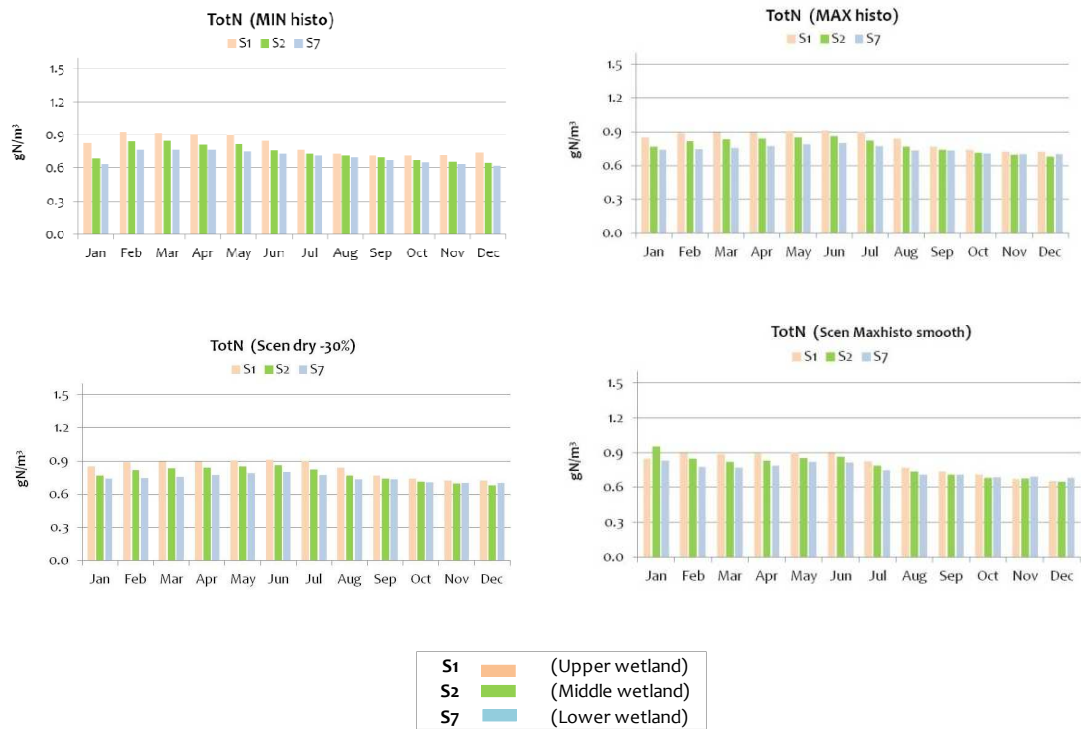 TotN (MIN histo)
S1 S2 S7
gN/m³
1.5
1.2
0.9
0.6
0.3
0.0
Jan Feb Mar Apr May Jun Jul Aug Sep Oct Nov Dec
TotN (MAX histo)
S1 S2 S7
gN/m³
1.5
1.2
0.9
0.6
0.3
0.0
Jan Feb Mar Apr May Jun Jul Aug Sep Oct Nov Dec
TotN (Scen dry -30%)
S1 S2 S7
gN/m³
1.5
1.2
0.9
0.6
0.3
0.0
Jan Feb Mar Apr May Jun Jul Aug Sep Oct Nov Dec
TotN (Scen Maxhisto smooth)
S1 S2 S7
gN/m³
1.5
1.2
0.9
0.6
0.3
0.0
Jan Feb Mar Apr May Jun Jul Aug Sep Oct Nov Dec
S1 (Upper wetland)
S2 (Middle wetland)
S7 (Lower wetland)